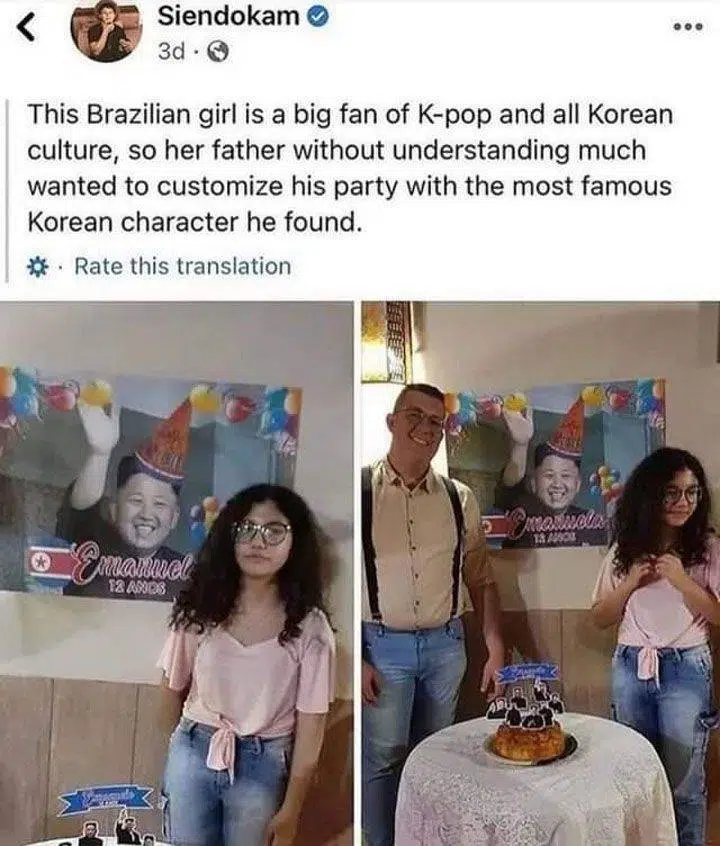 Siendokam
3d ·
This Brazilian girl is a big fan of K-pop and all Korean
culture, so her father without understanding much
wanted to customize his party with the most famous
Korean character he found.
· Rate this translation
Emanuel
12 ANOS
Emanuela
12 ANOS